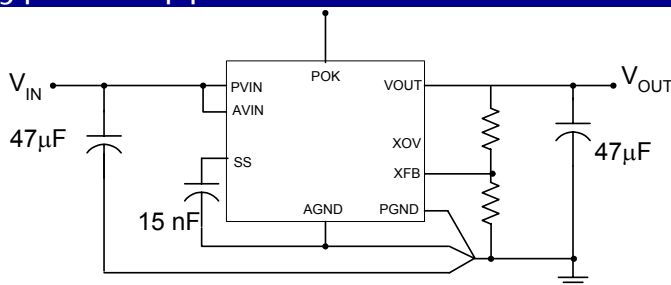 POK
V_IN
PVIN
VOUT
V_OUT
AVIN
47μF
XOV
47μF
SS
XFB
15 nF
AGND
PGND